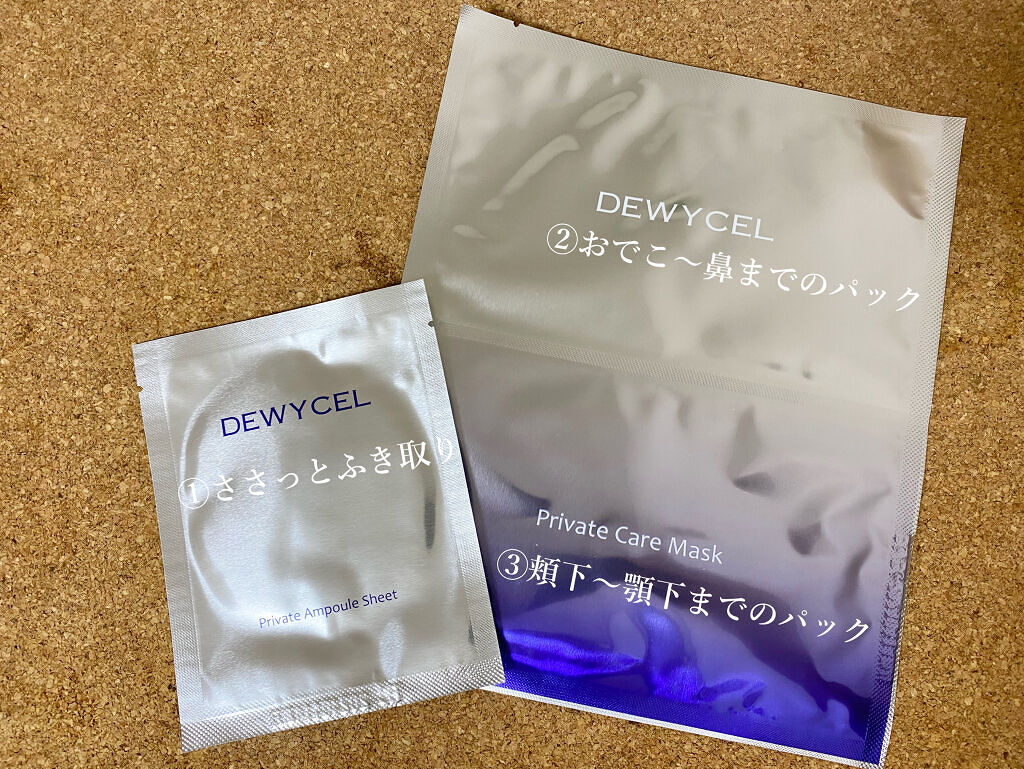 DEWYCEL
①ささっとふき取り
Private Ampoule Sheet
DEWYCEL
②おでこ〜鼻までのパック
Private Care Mask
③頬下〜顎下までのパック